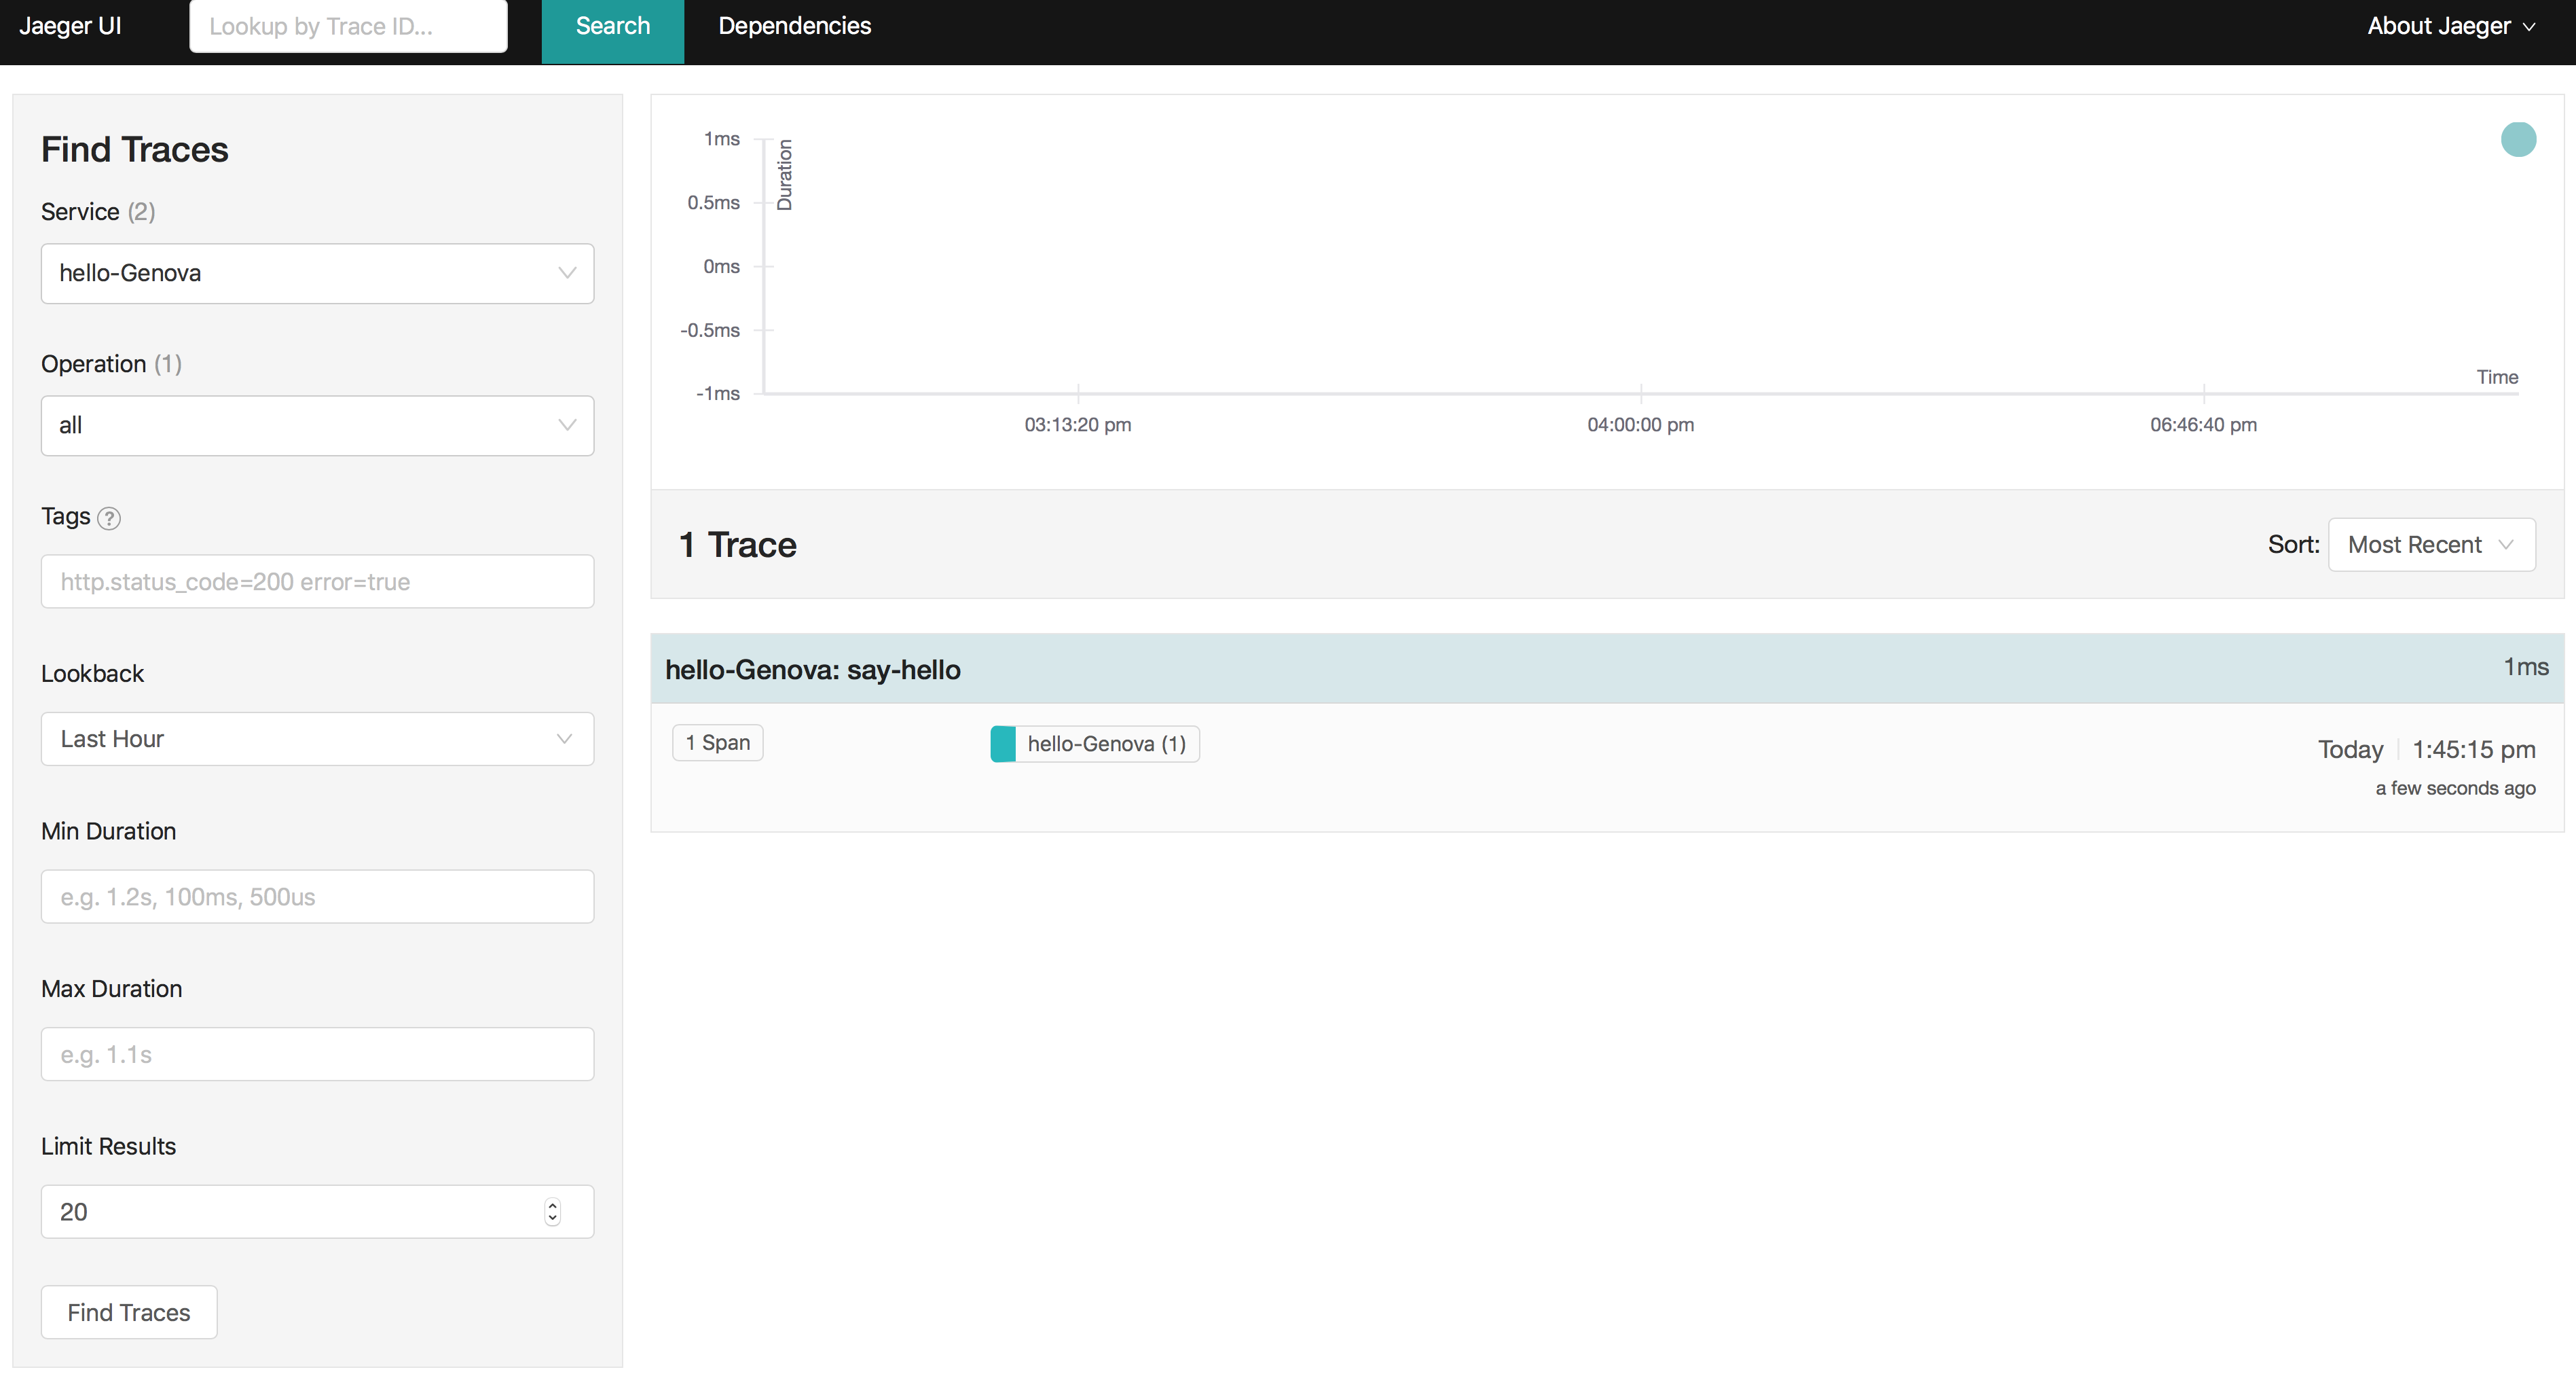 Jaeger UI
Lookup by Trace ID...
Search
Dependencies
About Jaeger
Find Traces
Service (2)
hello-Genova
Operation (1)
all
Tags ?
http.status_code=200 error=true
Lookback
Last Hour
Min Duration
e.g. 1.2s, 100ms, 500us
Max Duration
e.g. 1.1s
Limit Results
20
Find Traces
1ms
0.5ms
0ms
-0.5ms
-1ms
Duration
Time
03:13:20 pm
04:00:00 pm
06:46:40 pm
1 Trace
Sort: Most Recent
hello-Genova: say-hello
1ms
1 Span
hello-Genova (1)
Today 1:45:15 pm
a few seconds ago